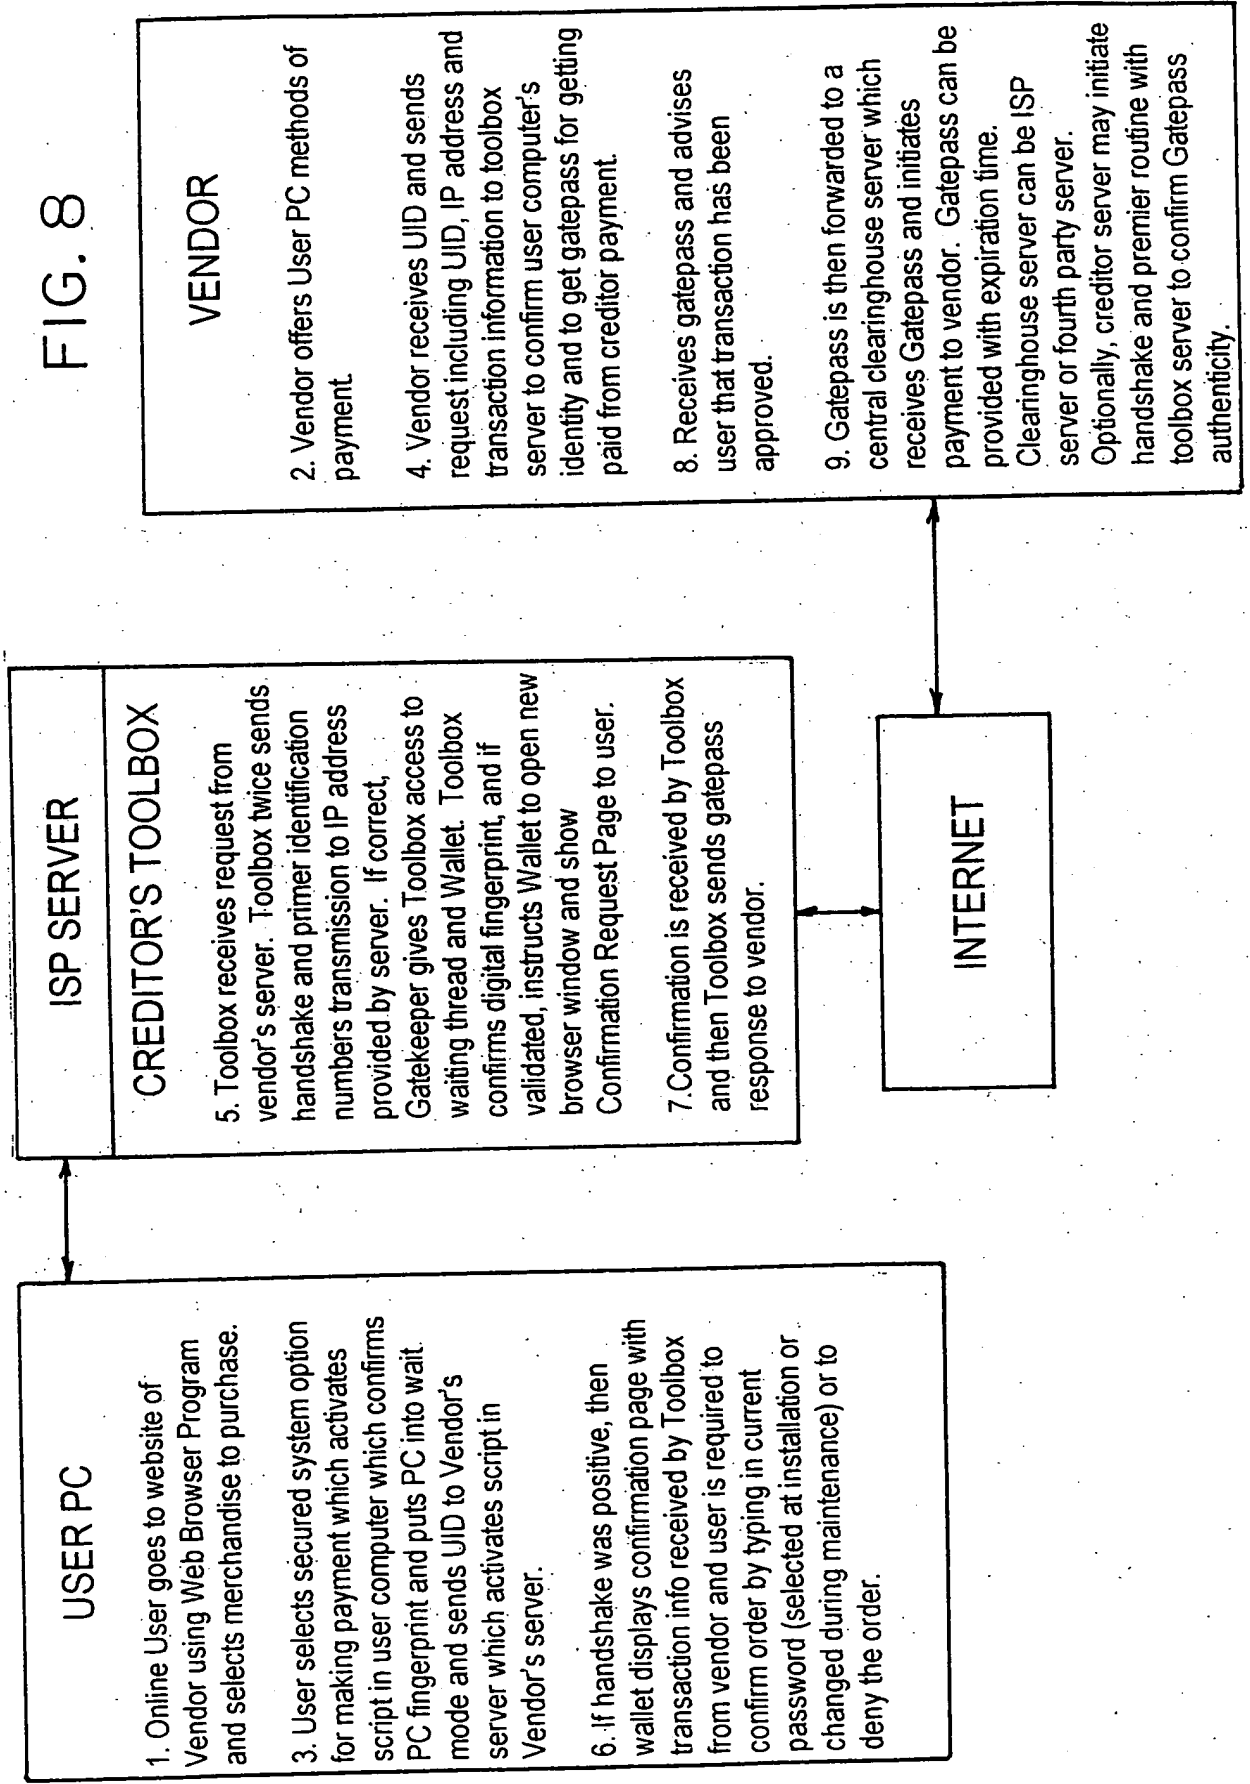 FIG. 8
USER PC
1. Online User goes to website of
Vendor using Web Browser Program
and selects merchandise to purchase.
3. User selects secured system option
for making payment which activates
script in user computer which confirms
PC fingerprint and puts PC into wait
mode and sends UID to Vendor's
server which activates script in
Vendor's server.
6. If handshake was positive, then
wallet displays confirmation page with
transaction info received by Toolbox
from vendor and user is required to
confirm order by typing in current
password (selected at installation or
changed during maintenance) or to
deny the order.
ISP SERVER
CREDITOR'S TOOLBOX
5. Toolbox receives request from
vendor's server. Toolbox twice sends
handshake and primer identification
numbers transmission to IP address
provided by server. If correct,
Gatekeeper gives Toolbox access to
waiting thread and Wallet. Toolbox
confirms digital fingerprint, and if
validated, instructs Wallet to open new
browser window and show
Confirmation Request Page to user.
7.Confirmation is received by Toolbox
and then Toolbox sends gatepass
response to vendor.
INTERNET
VENDOR
2. Vendor offers User PC methods of
payment.
4. Vendor receives UID and sends
request including UID, IP address and
transaction information to toolbox
server to confirm user computer's
identity and to get gatepass for getting
paid from creditor payment.
8. Receives gatepass and advises
user that transaction has been
approved.
9. Gatepass is then forwarded to a
central clearinghouse server which
receives Gatepass and initiates
payment to vendor. Gatepass can be
provided with expiration time.
Clearinghouse server can be ISP
server or fourth party server.
Optionally, creditor server may initiate
handshake and premier routine with
toolbox server to confirm Gatepass
authenticity.